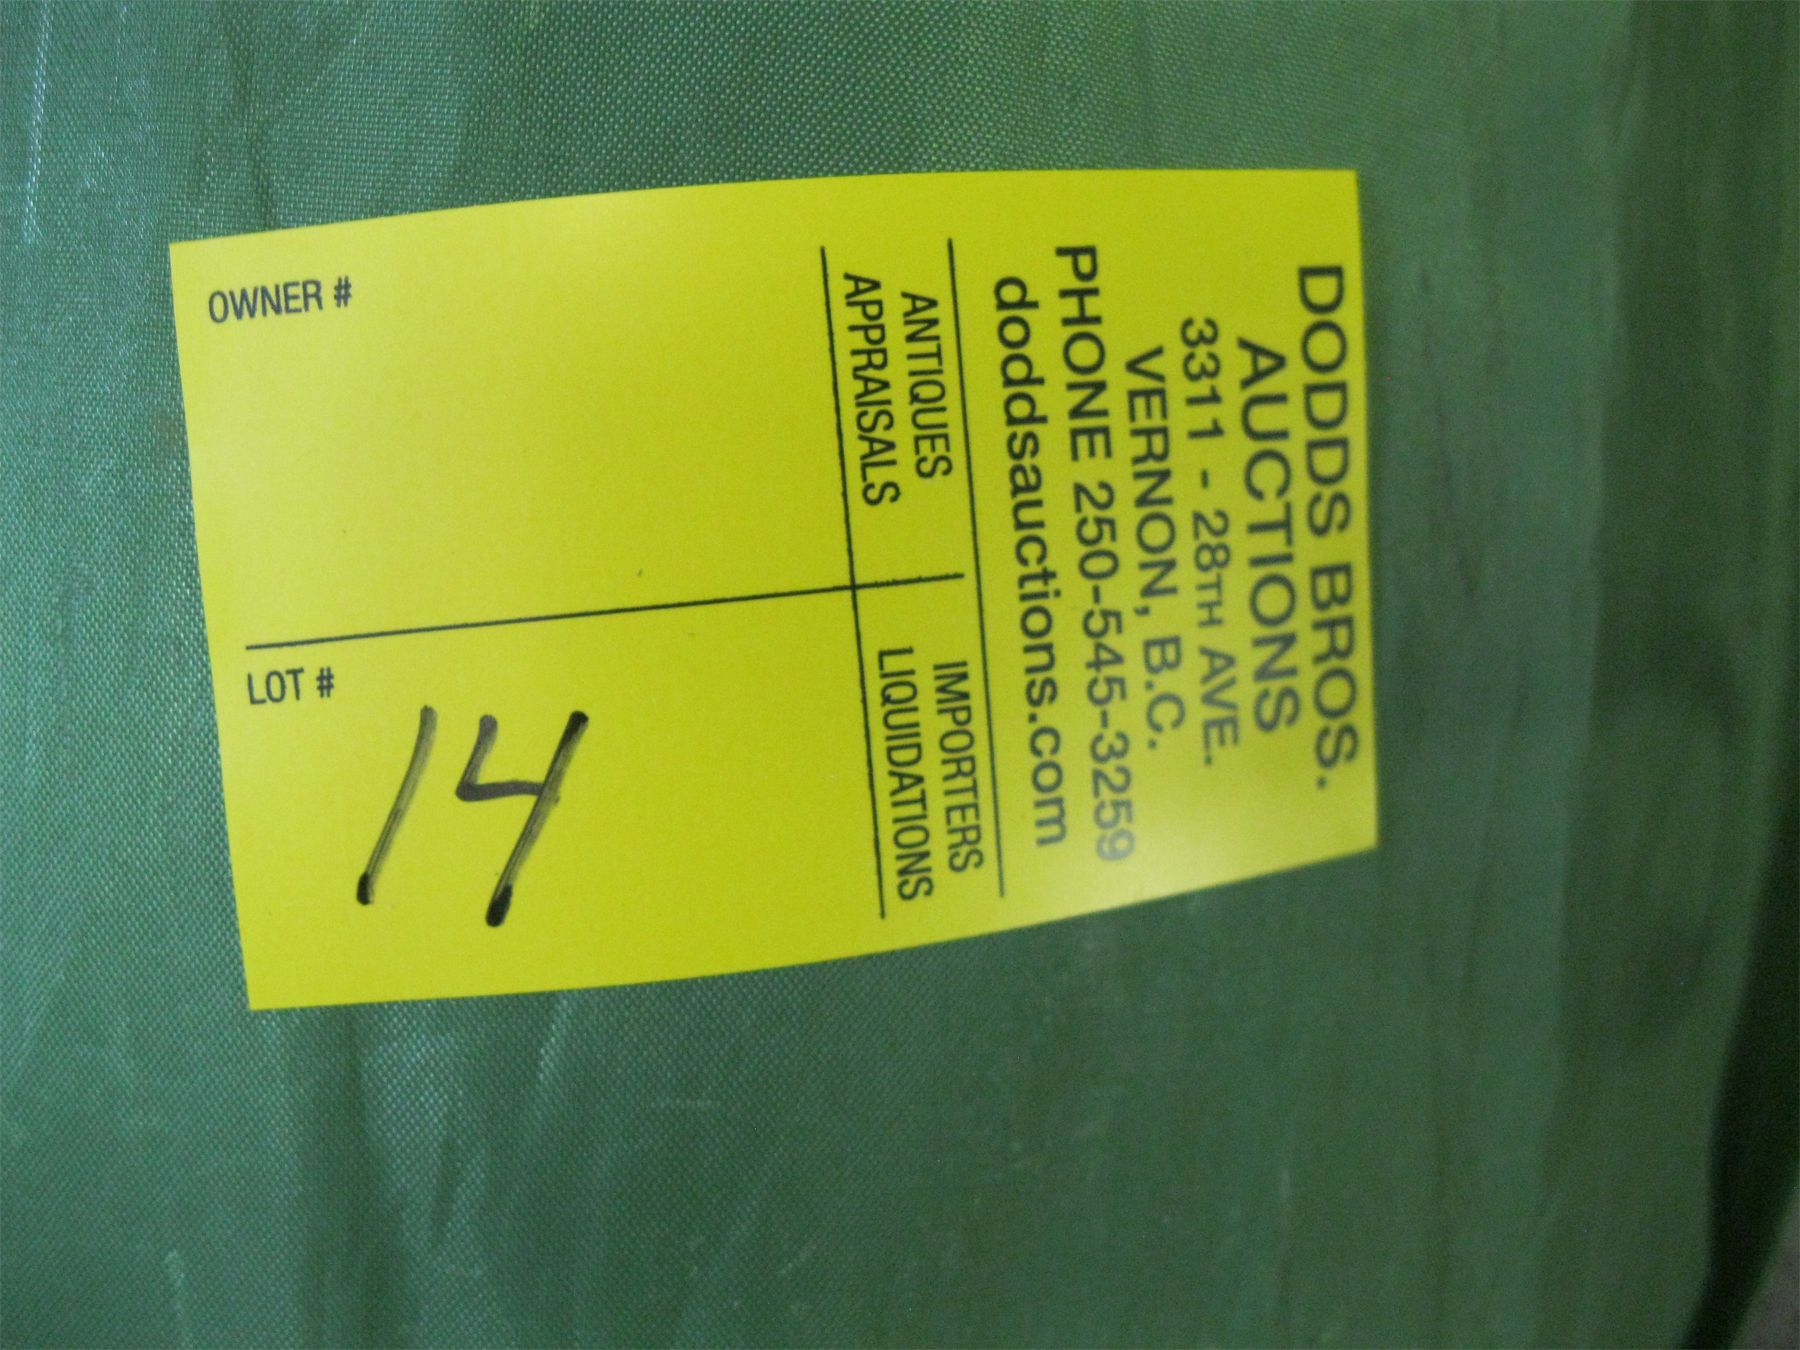 DODDS BROS.
AUCTIONS
3311 - 28TH AVE.
VERNON, B.C.
PHONE 250-545-3259
doddsauctions.com
ANTIQUES
APPRAISALS
IMPORTERS
LIQUIDATIONS
OWNER #
LOT #
14